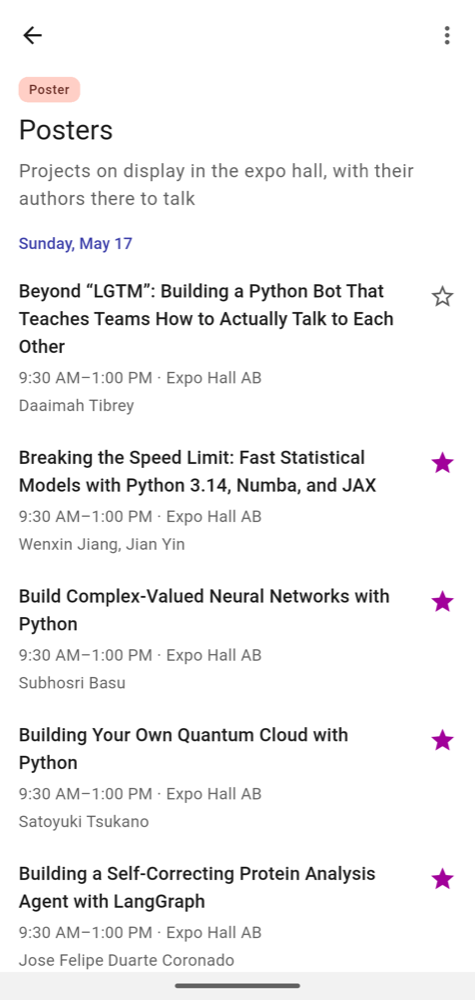 Poster
Posters
Projects on display in the expo hall, with their
authors there to talk
Sunday, May 17
Beyond “LGTM”: Building a Python Bot That
Teaches Teams How to Actually Talk to Each
Other
9:30 AM–1:00 PM · Expo Hall AB
Daaimah Tibrey
Breaking the Speed Limit: Fast Statistical
Models with Python 3.14, Numba, and JAX
9:30 AM–1:00 PM · Expo Hall AB
Wenxin Jiang, Jian Yin
Build Complex-Valued Neural Networks with
Python
9:30 AM–1:00 PM · Expo Hall AB
Subhosri Basu
Building Your Own Quantum Cloud with
Python
9:30 AM–1:00 PM · Expo Hall AB
Satoyuki Tsukano
Building a Self-Correcting Protein Analysis
Agent with LangGraph
9:30 AM–1:00 PM · Expo Hall AB
Jose Felipe Duarte Coronado